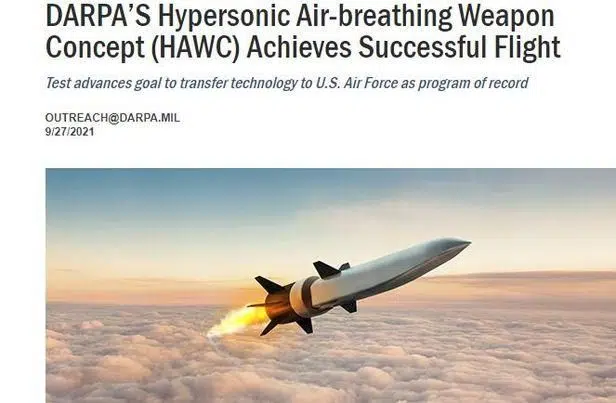 DARPA'S Hypersonic Air-breathing Weapon
Concept (HAWC) Achieves Successful Flight
Test advances goal to transfer technology to U.S. Air Force as program of record
OUTREACH@DARPA.MIL
9/27/2021